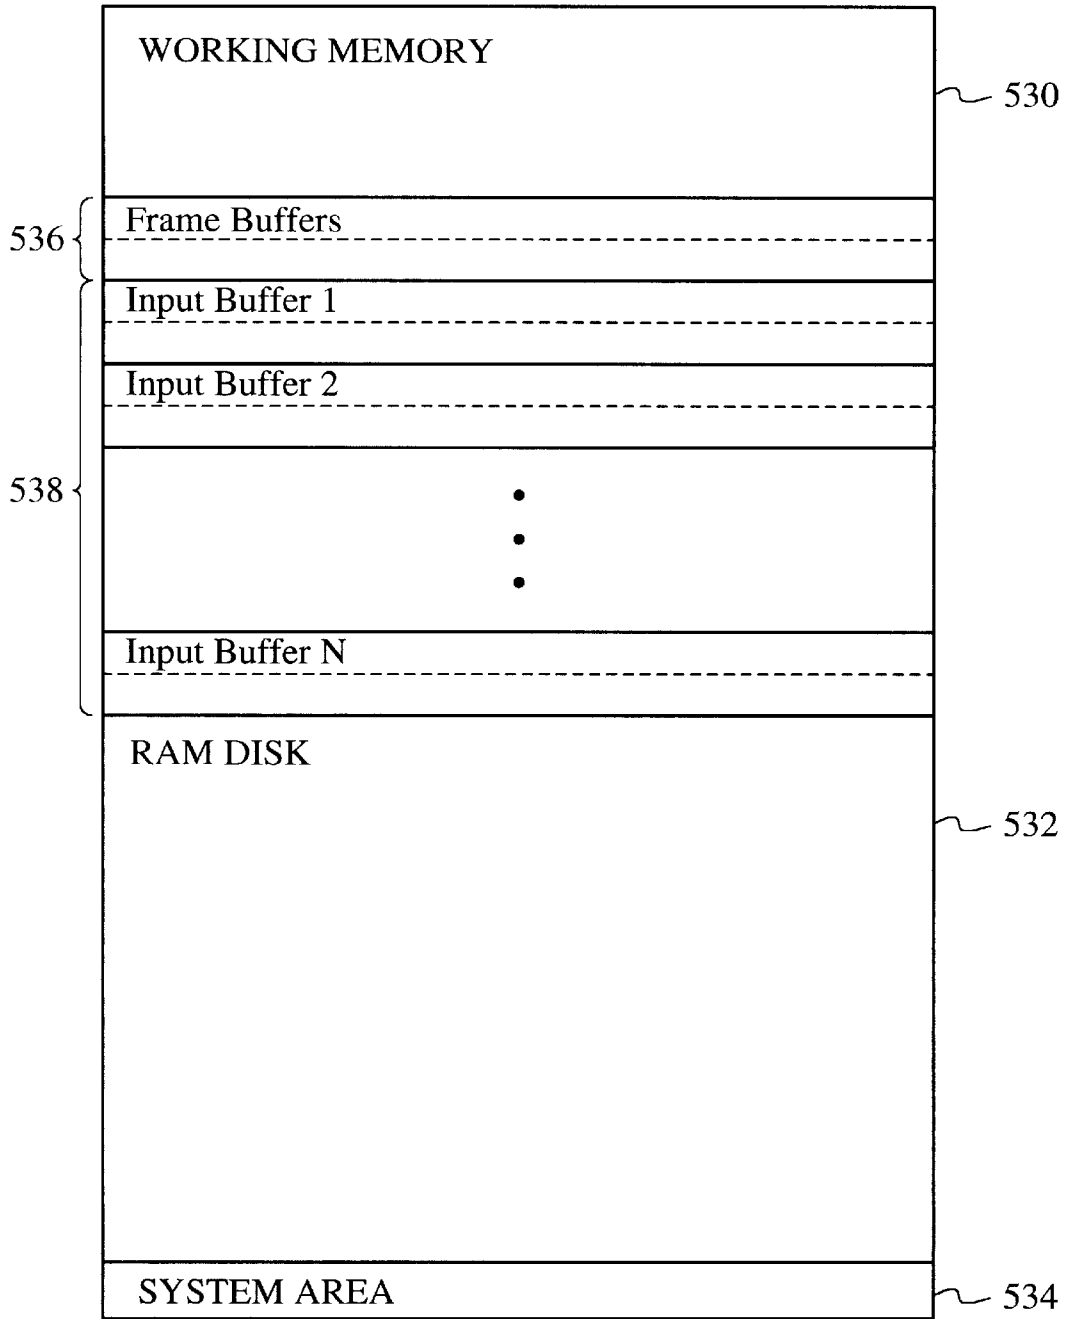 WORKING MEMORY
530
Frame Buffers
536
Input Buffer 1
Input Buffer 2
538
Input Buffer N
RAM DISK
532
SYSTEM AREA
534